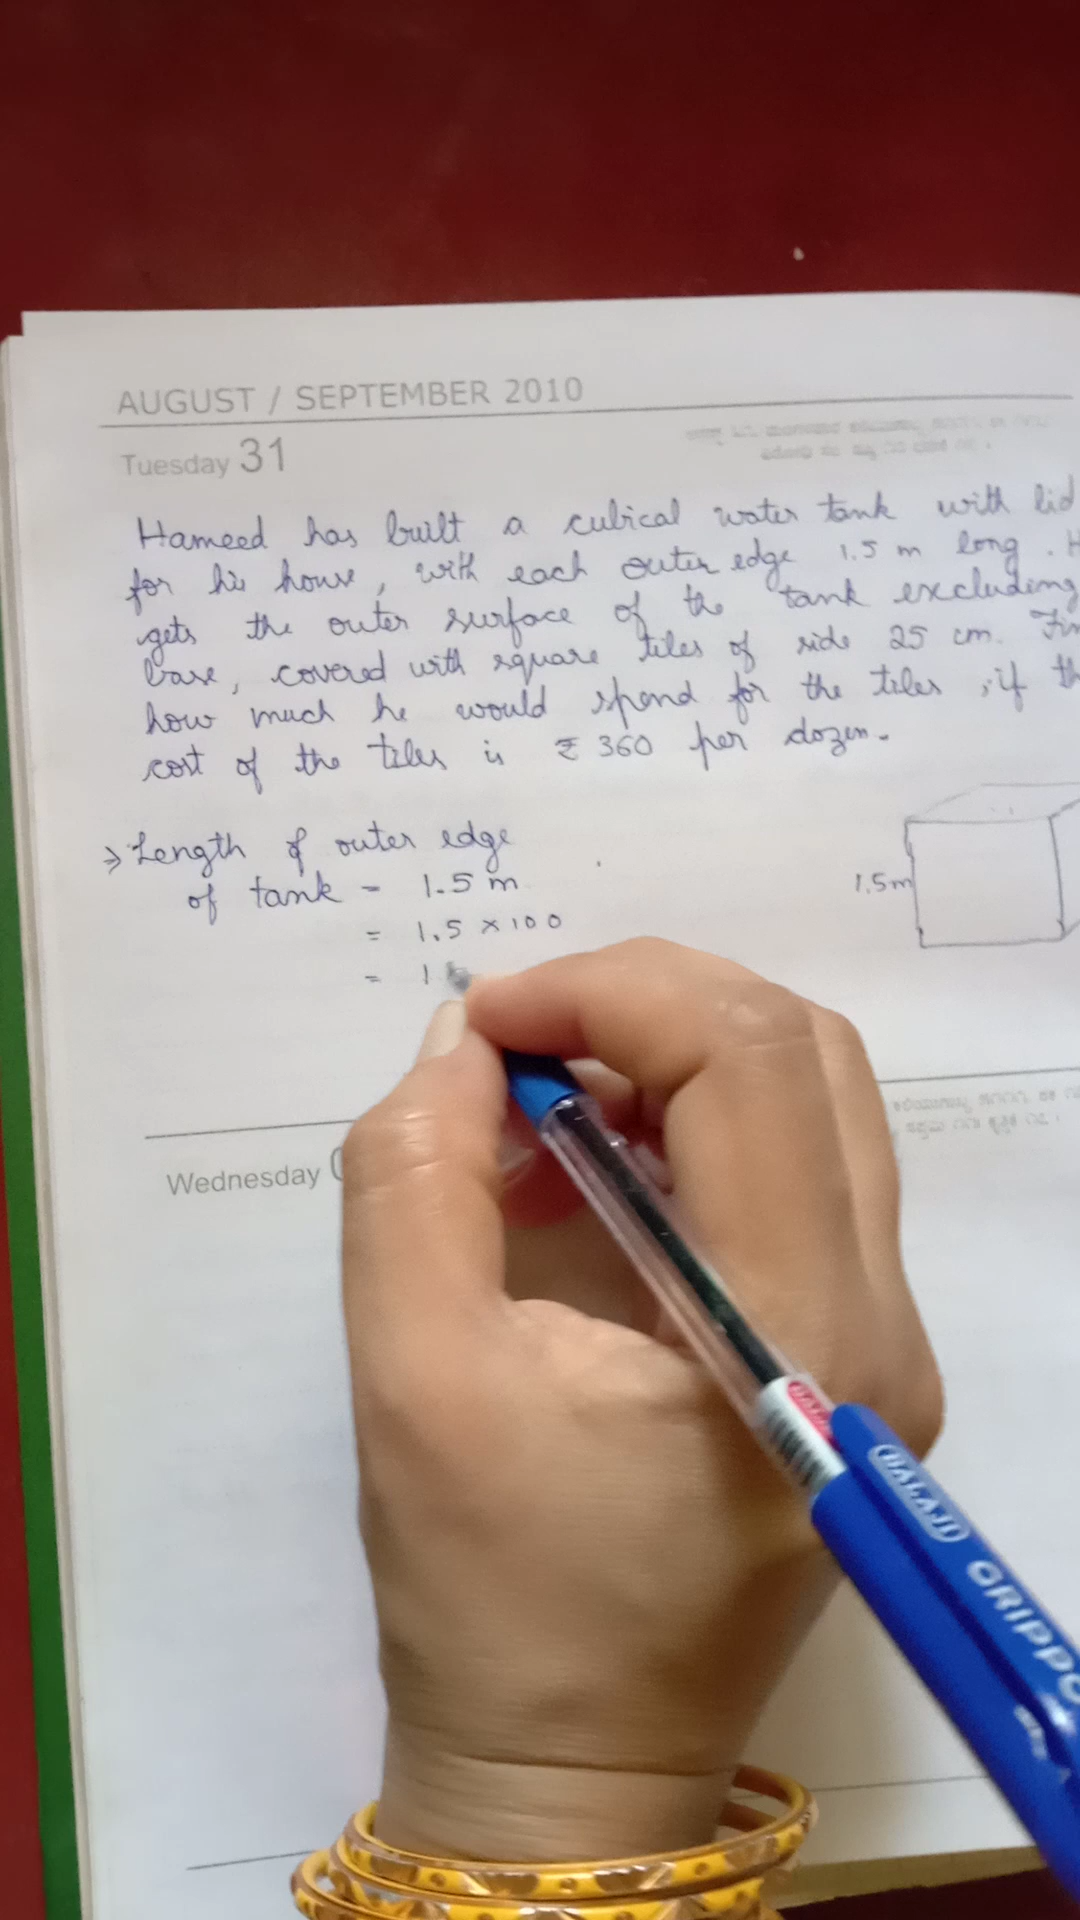 AUGUST / SEPTEMBER 2010
Tuesday 31
Hameed has built a cubical water tank with lid
for his house, with each outer edge 1.5 m long.
gets the outer surface of the tank excluding
base, covered with square tiles of side 25 cm.
how much he would spend for the tiles, if
cost of the tiles is ₹ 360 per dozen.
⇒ Length of outer edge
of tank = 1.5 m
= 1.5 × 100
= 1
1.5m
Wednesday
BALAJI